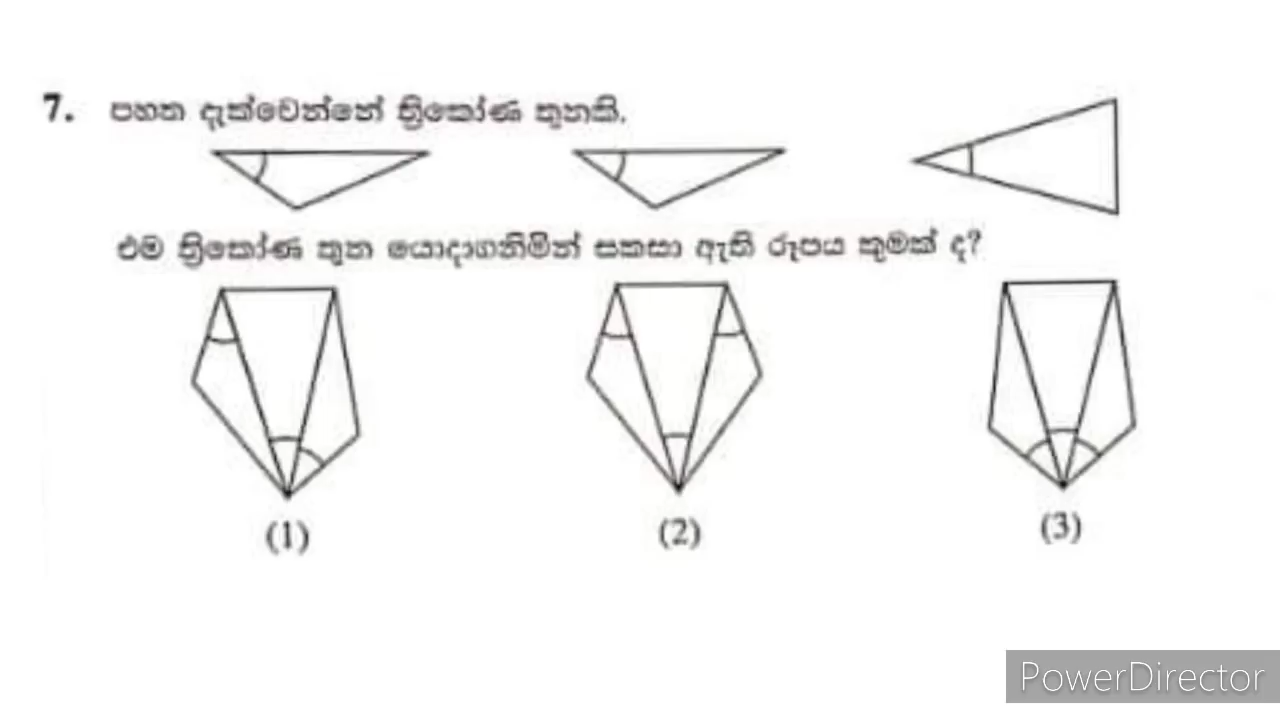 7. පහත දැක්වෙන්නේ ත්‍රිකෝණ තුනකි.
එම ත්‍රිකෝණ තුන යොදාගනිමින් සකසා ඇති රූපය කුමක් ද?
(1) (2) (3)
PowerDirector